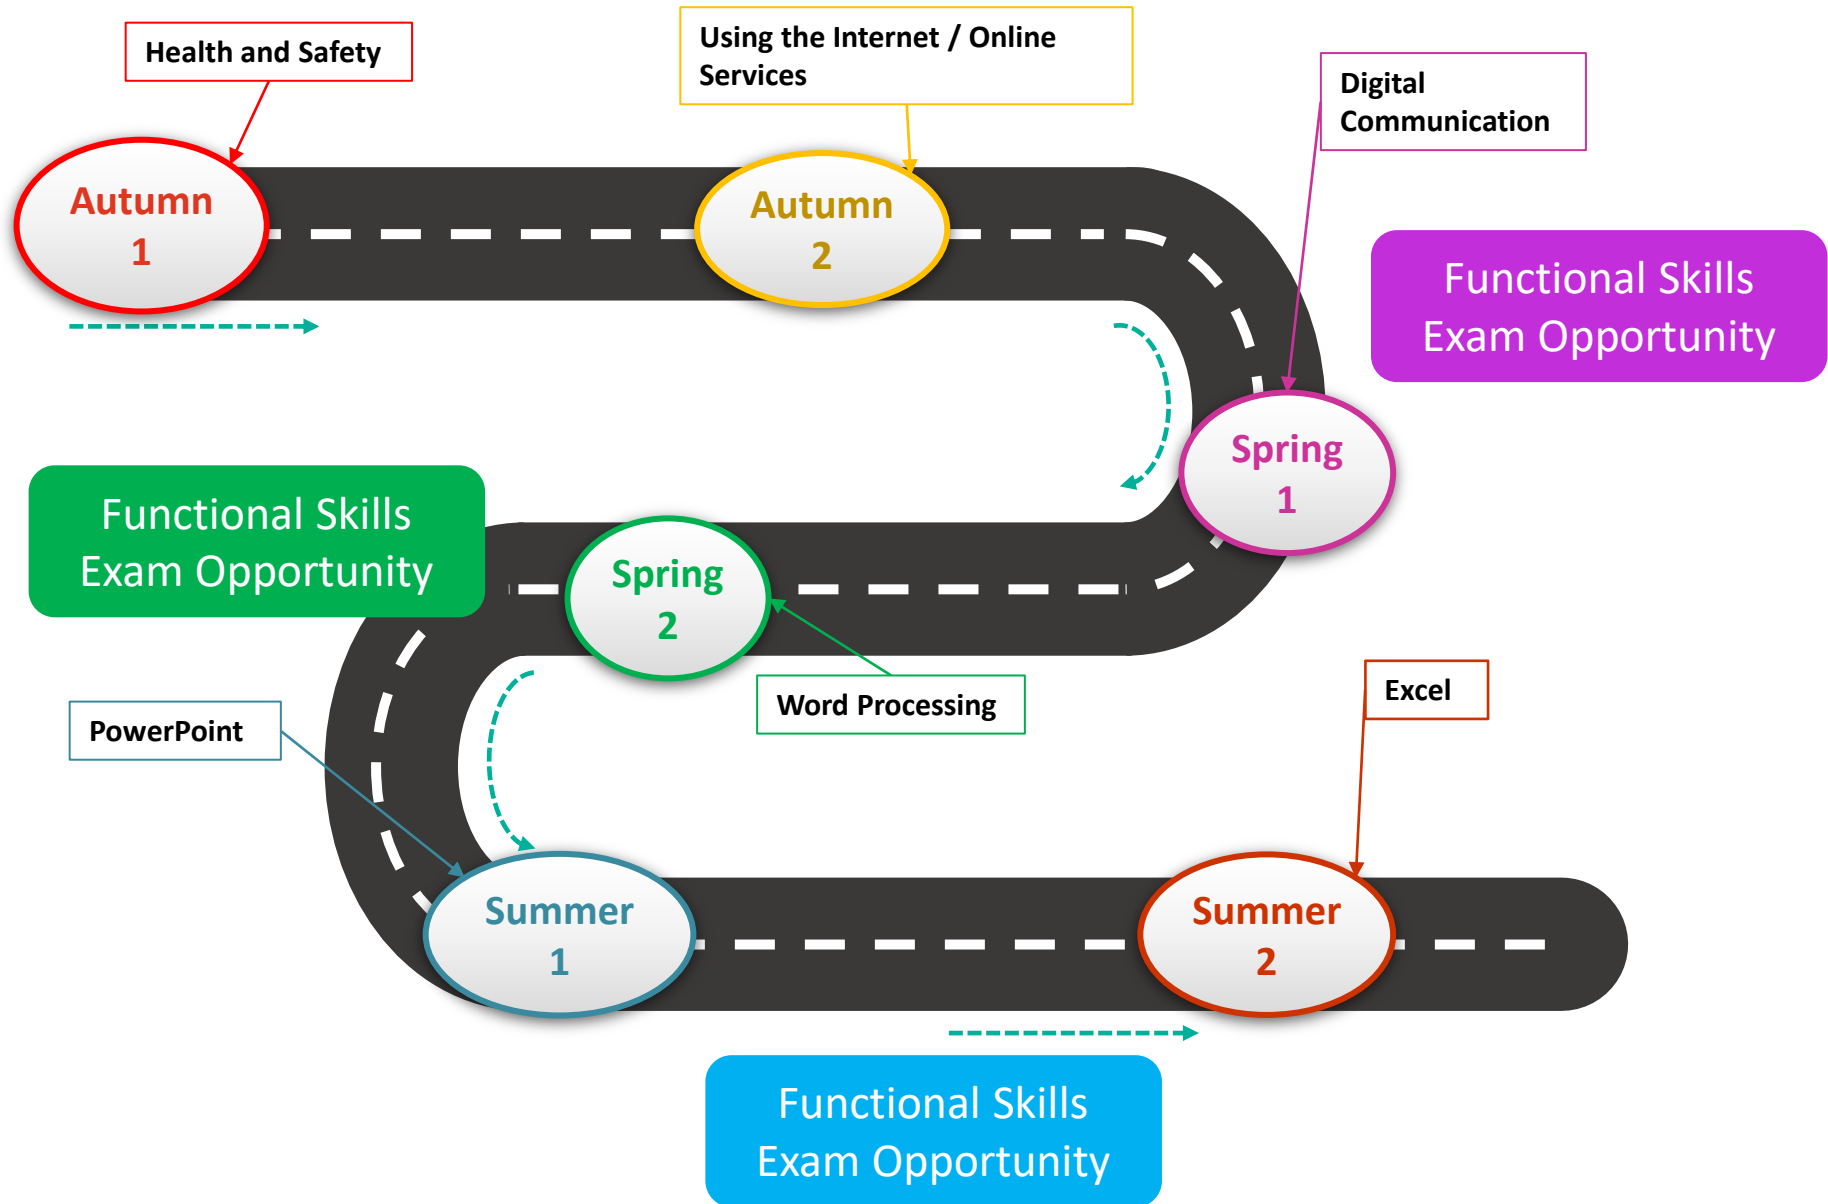 Health and Safety
Using the Internet / Online
Services
Digital
Communication
Autumn
1
Autumn
2
Functional Skills
Exam Opportunity
Spring
1
Functional Skills
Exam Opportunity
Spring
2
Word Processing
Excel
PowerPoint
Summer
1
Summer
2
Functional Skills
Exam Opportunity